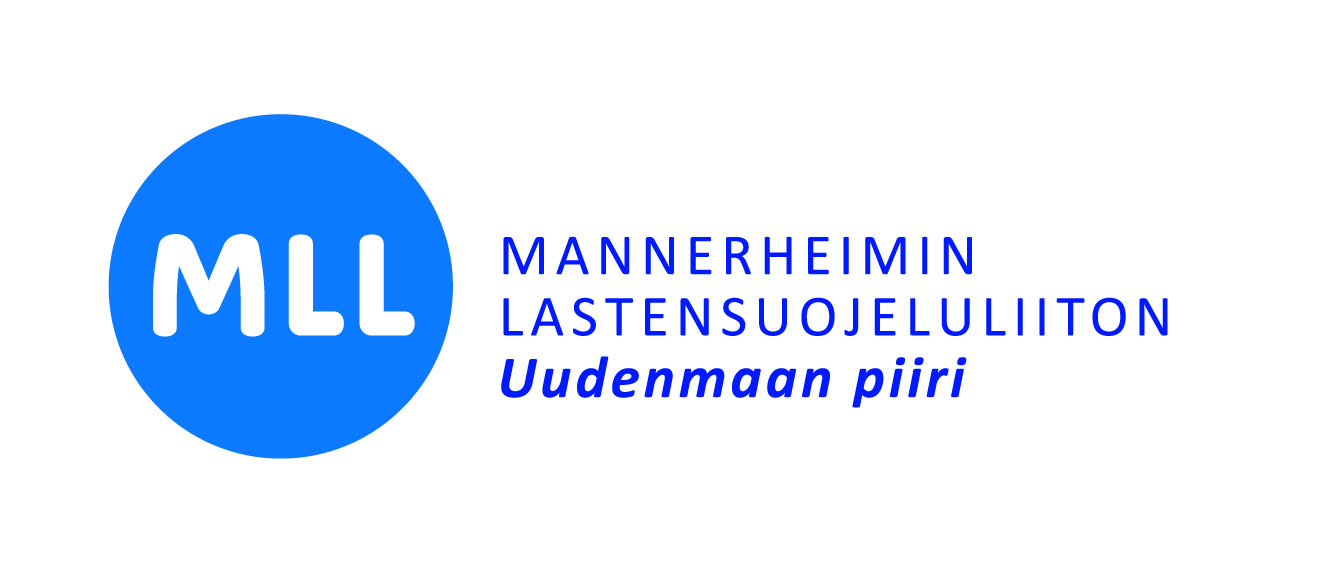 MLL
MANNERHEIMIN
LASTENSUOJELULIITON
Uudenmaan piiri